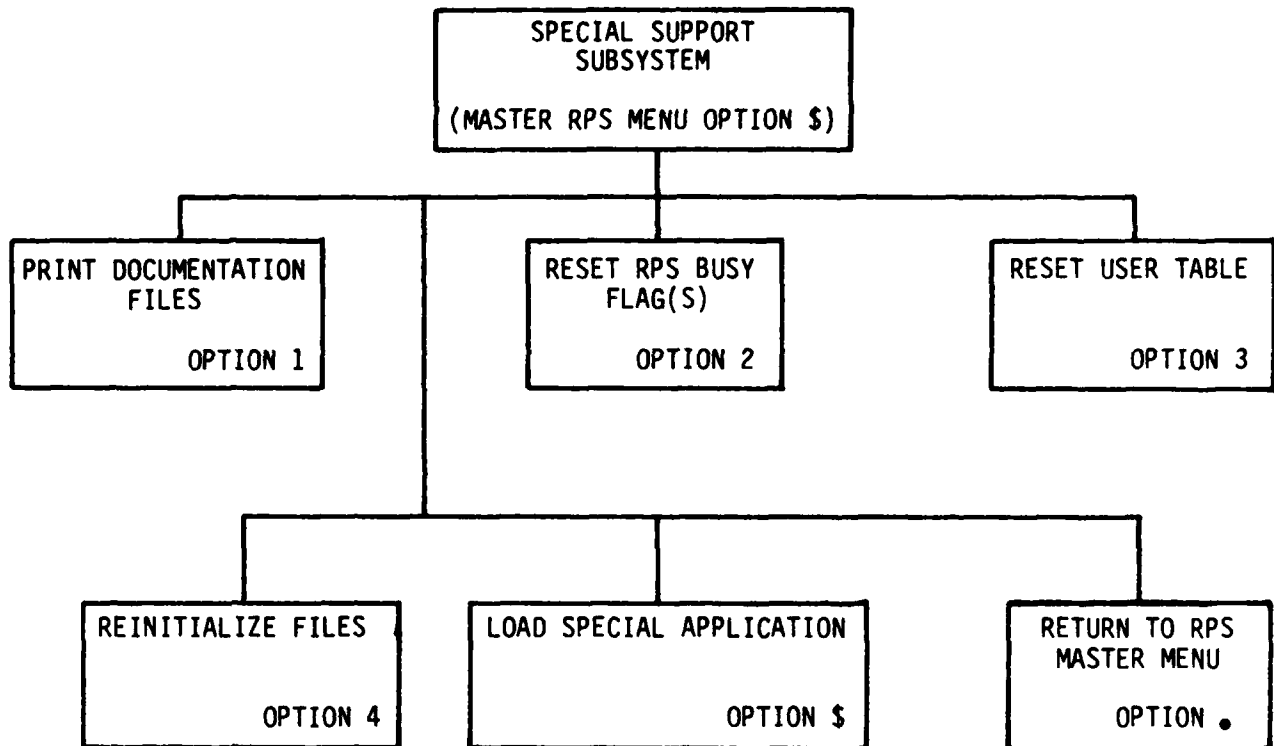 SPECIAL SUPPORT
SUBSYSTEM
(MASTER RPS MENU OPTION $)
PRINT DOCUMENTATION
FILES
OPTION 1
RESET RPS BUSY
FLAG(S)
OPTION 2
RESET USER TABLE
OPTION 3
REINITIALIZE FILES
OPTION 4
LOAD SPECIAL APPLICATION
OPTION $
RETURN TO RPS
MASTER MENU
OPTION .